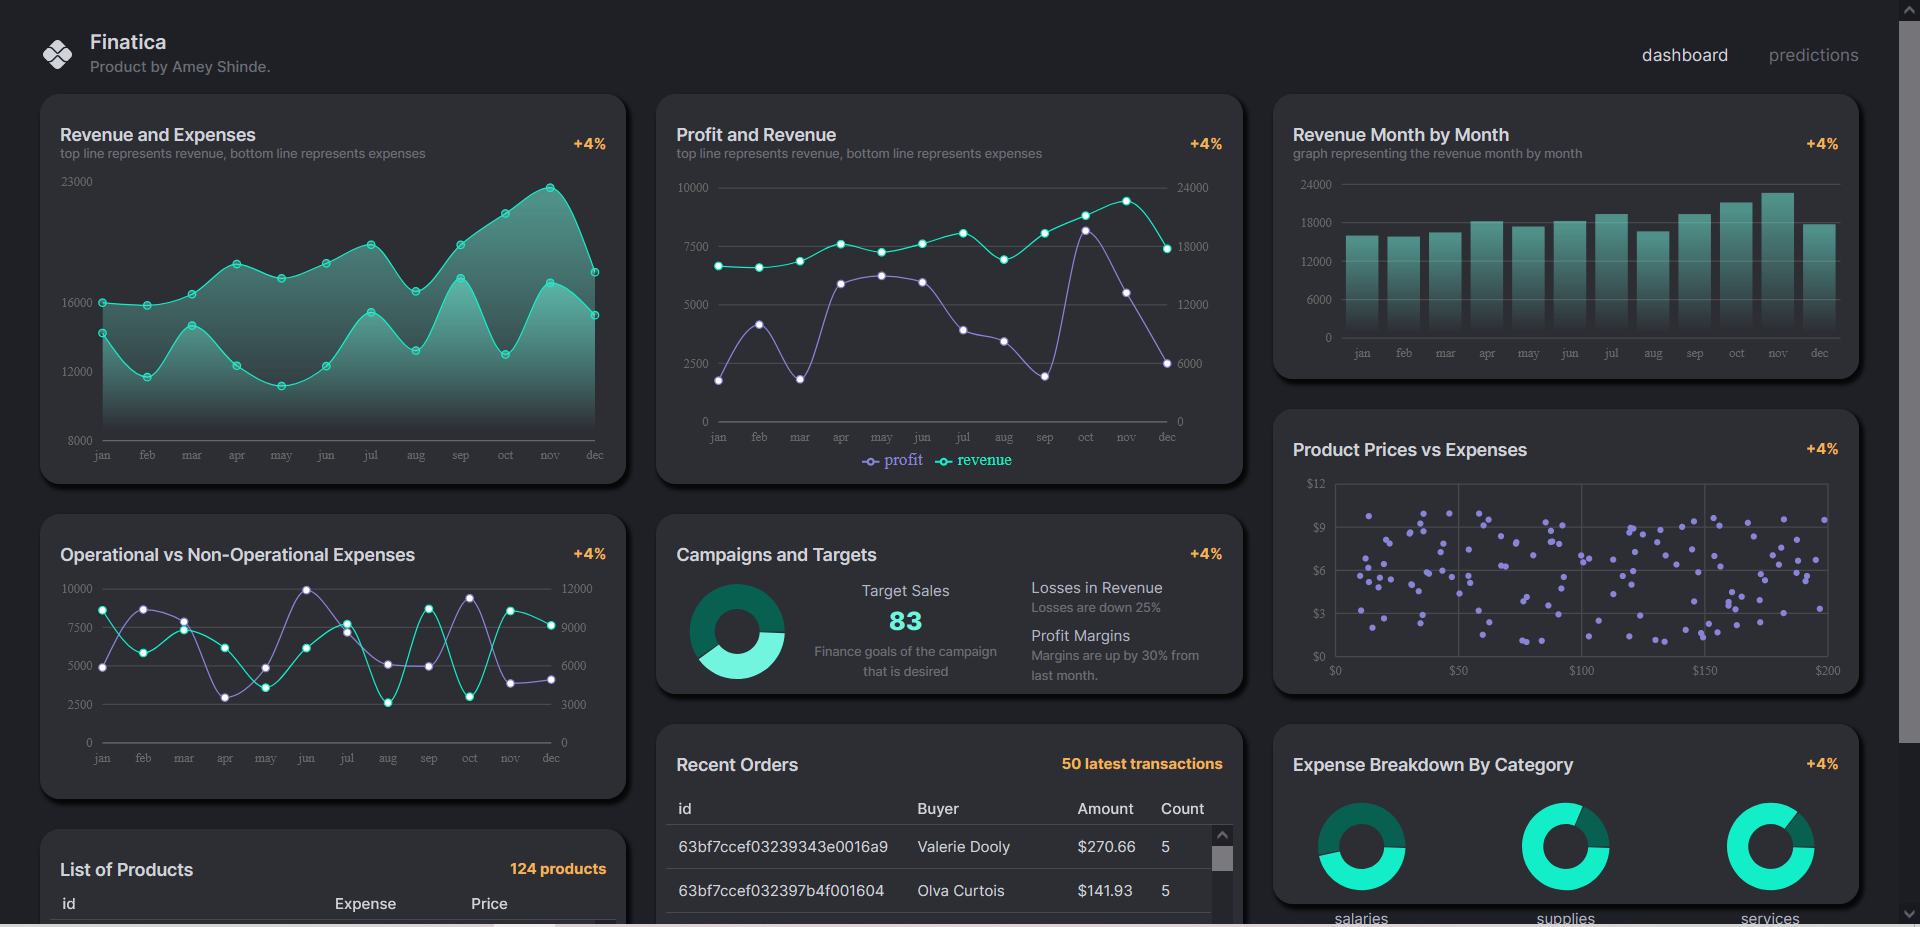 Finatica
Product by Amey Shinde.
dashboard predictions
Revenue and Expenses
top line represents revenue, bottom line represents expenses
+4%
23000
16000
12000
8000
jan feb mar apr may jun jul aug sep oct nov dec
Profit and Revenue
top line represents revenue, bottom line represents expenses
+4%
10000 24000
7500 18000
5000 12000
2500 6000
0 0
jan feb mar apr may jun jul aug sep oct nov dec
profit revenue
Revenue Month by Month
graph representing the revenue month by month
+4%
24000
18000
12000
6000
0
jan feb mar apr may jun jul aug sep oct nov dec
Operational vs Non-Operational Expenses
+4%
10000 12000
7500 9000
5000 6000
2500 3000
0 0
jan feb mar apr may jun jul aug sep oct nov dec
Campaigns and Targets
+4%
Target Sales
83
Finance goals of the campaign
that is desired
Losses in Revenue
Losses are down 25%
Profit Margins
Margins are up by 30% from
last month.
Product Prices vs Expenses
+4%
$12
$9
$6
$3
$0
$0 $50 $100 $150 $200
List of Products
124 products
id Expense Price
Recent Orders
50 latest transactions
id Buyer Amount Count
63bf7ccef03239343e0016a9 Valerie Dooly $270.66 5
63bf7ccef032397b4f001604 Olva Curtois $141.93 5
Expense Breakdown By Category
+4%
salaries supplies services